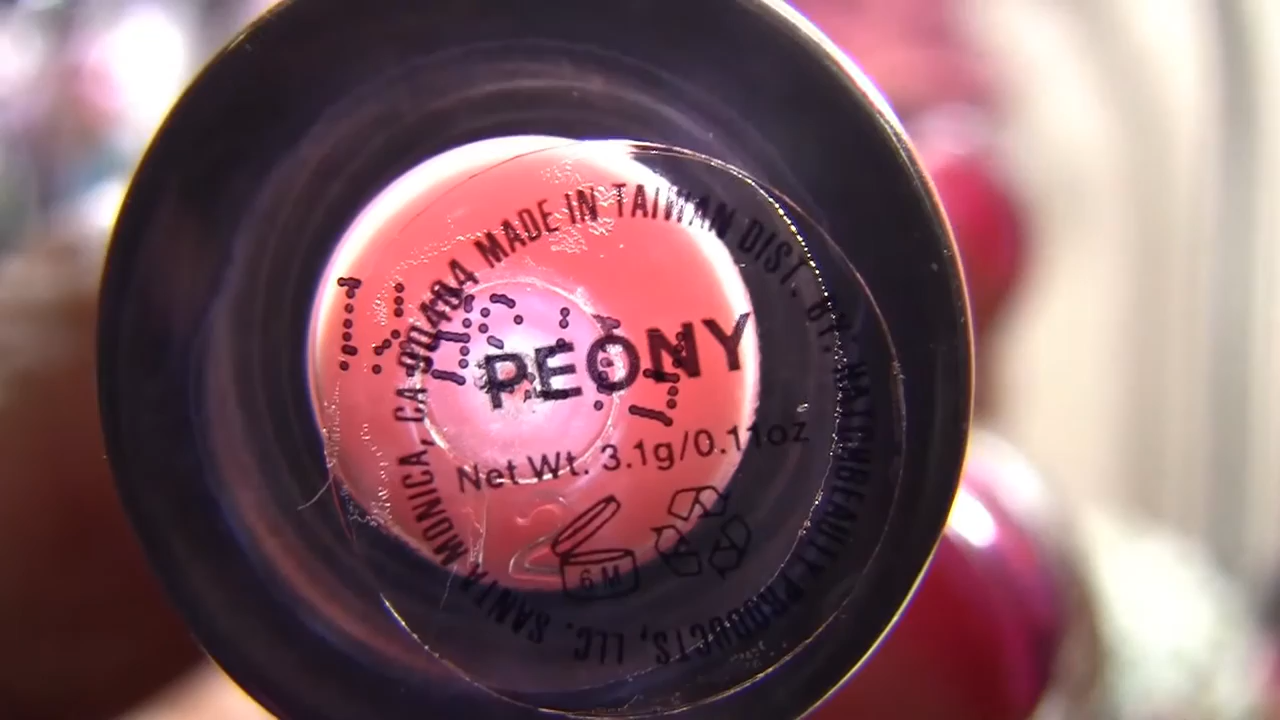 PEONY
Net Wt. 3.1g/0.11oz
6M
MADE IN TAIWAN DIST. BY: BEAUTY PRODUCTS, LLC. SANTA MONICA, CA 90404